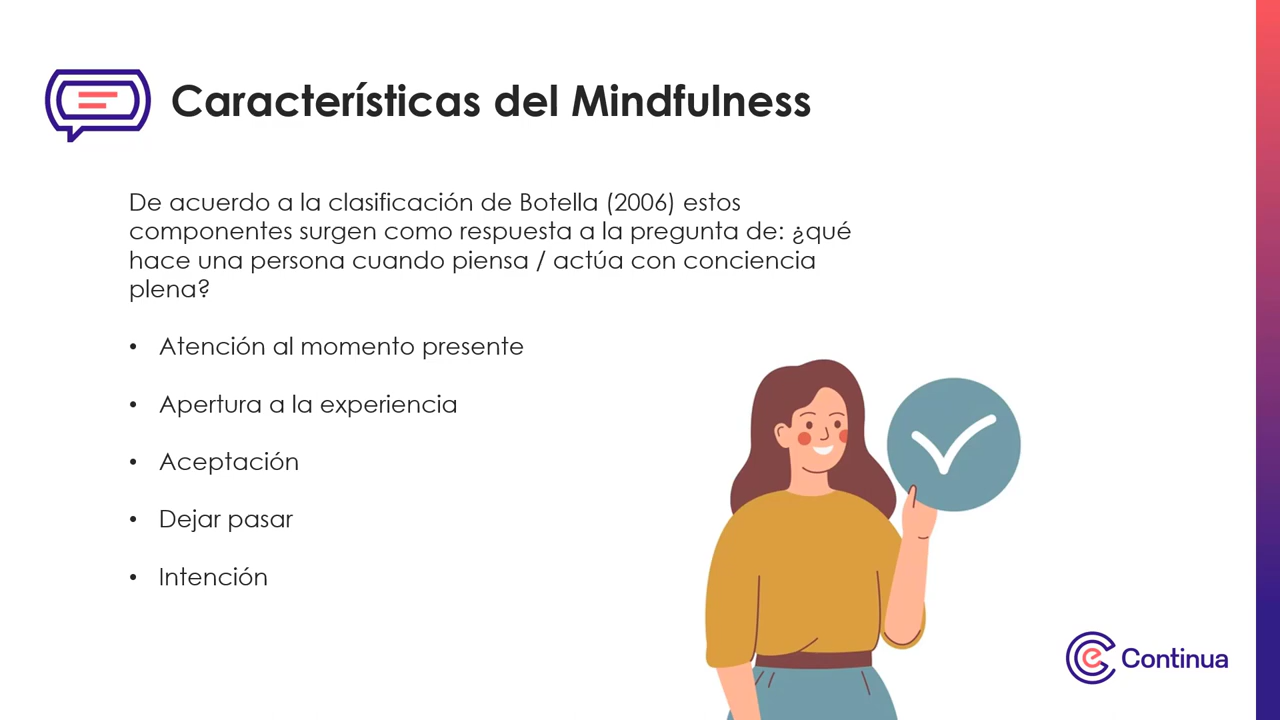 Características del Mindfulness
De acuerdo a la clasificación de Botella (2006) estos
componentes surgen como respuesta a la pregunta de: ¿qué
hace una persona cuando piensa / actúa con conciencia
plena?
• Atención al momento presente
• Apertura a la experiencia
• Aceptación
• Dejar pasar
• Intención
e Continua